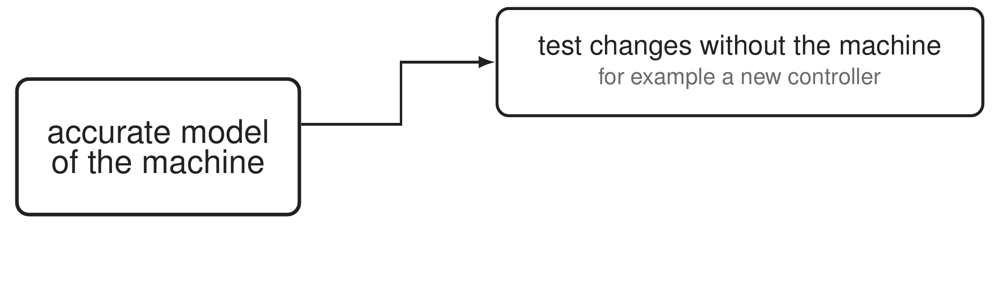 test changes without the machine
for example a new controller
accurate model
of the machine